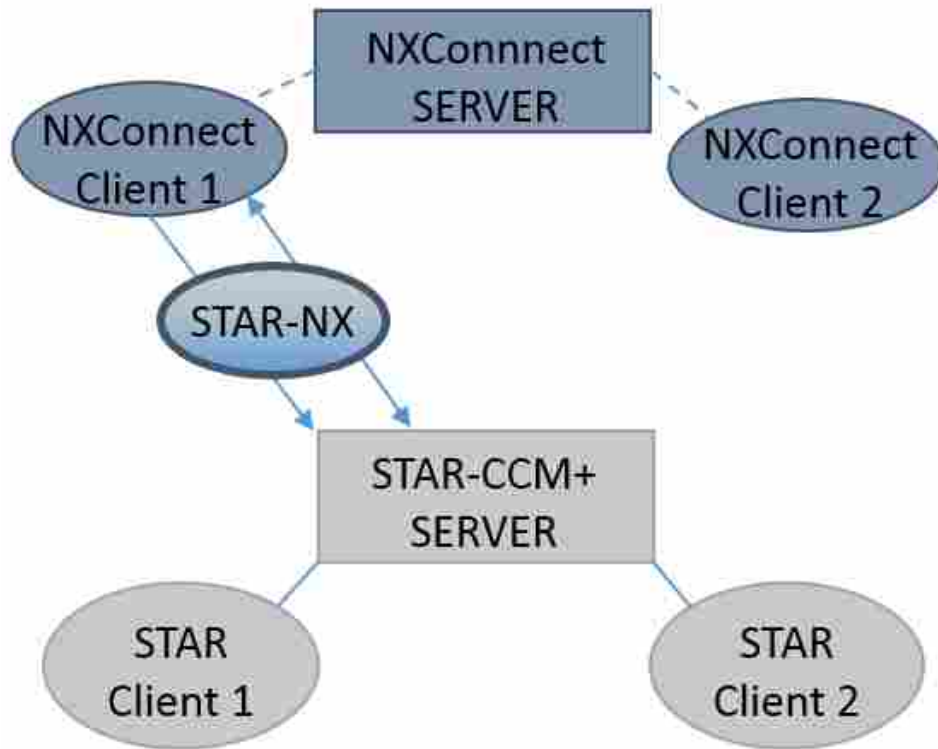 NXConnnect
SERVER
NXConnect
Client 1
NXConnect
Client 2
STAR-NX
STAR-CCM+
SERVER
STAR
Client 1
STAR
Client 2